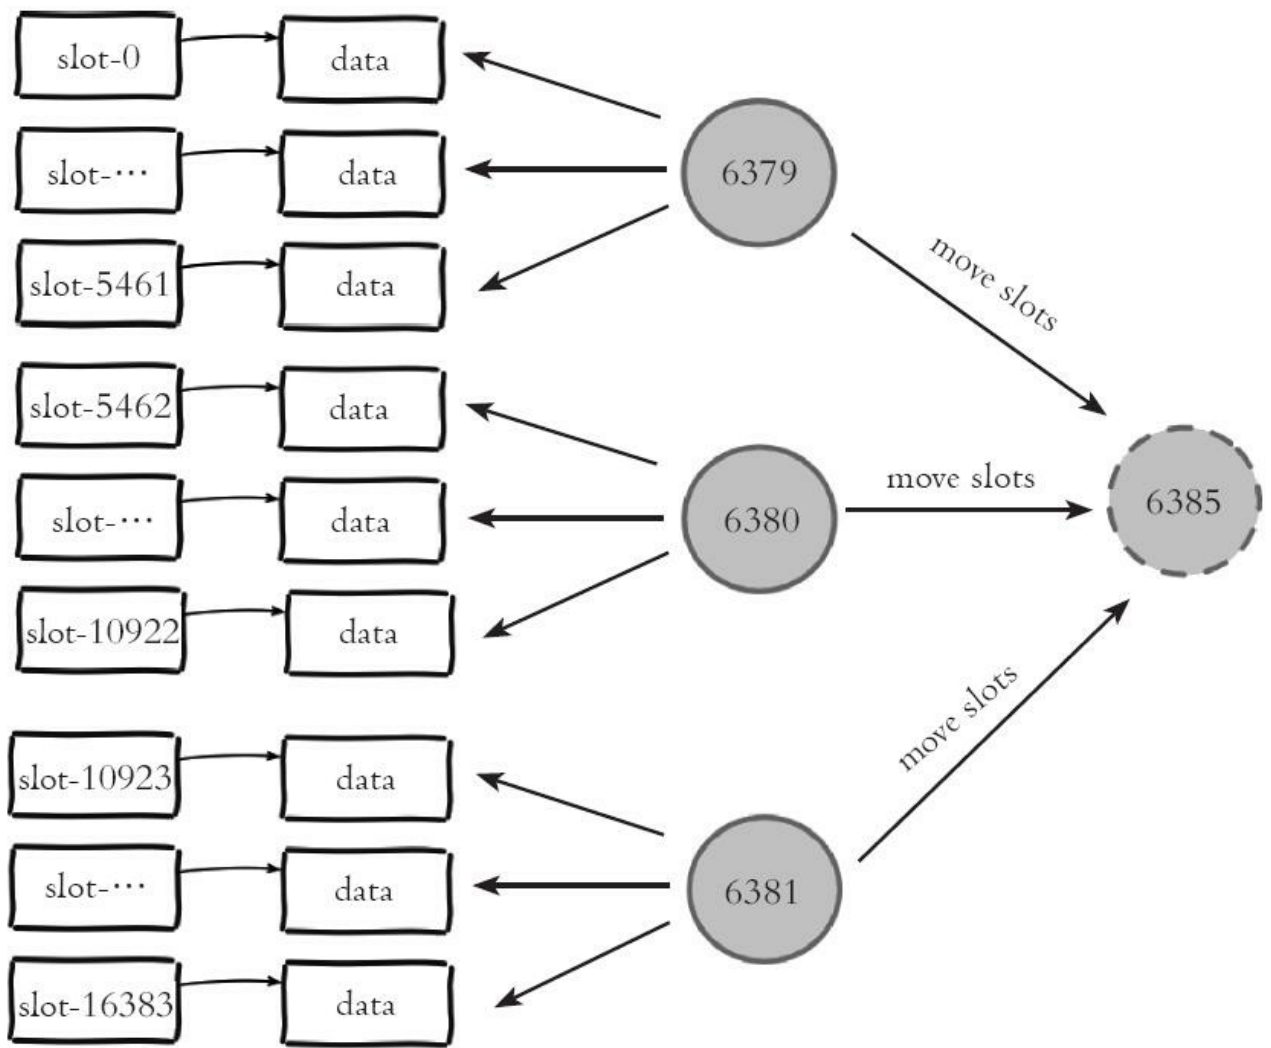 slot-0
data
slot-···
data
6379
slot-5461
data
move slots
slot-5462
data
move slots
6385
slot-···
data
6380
slot-10922
data
move slots
slot-10923
data
slot-···
data
6381
slot-16383
data